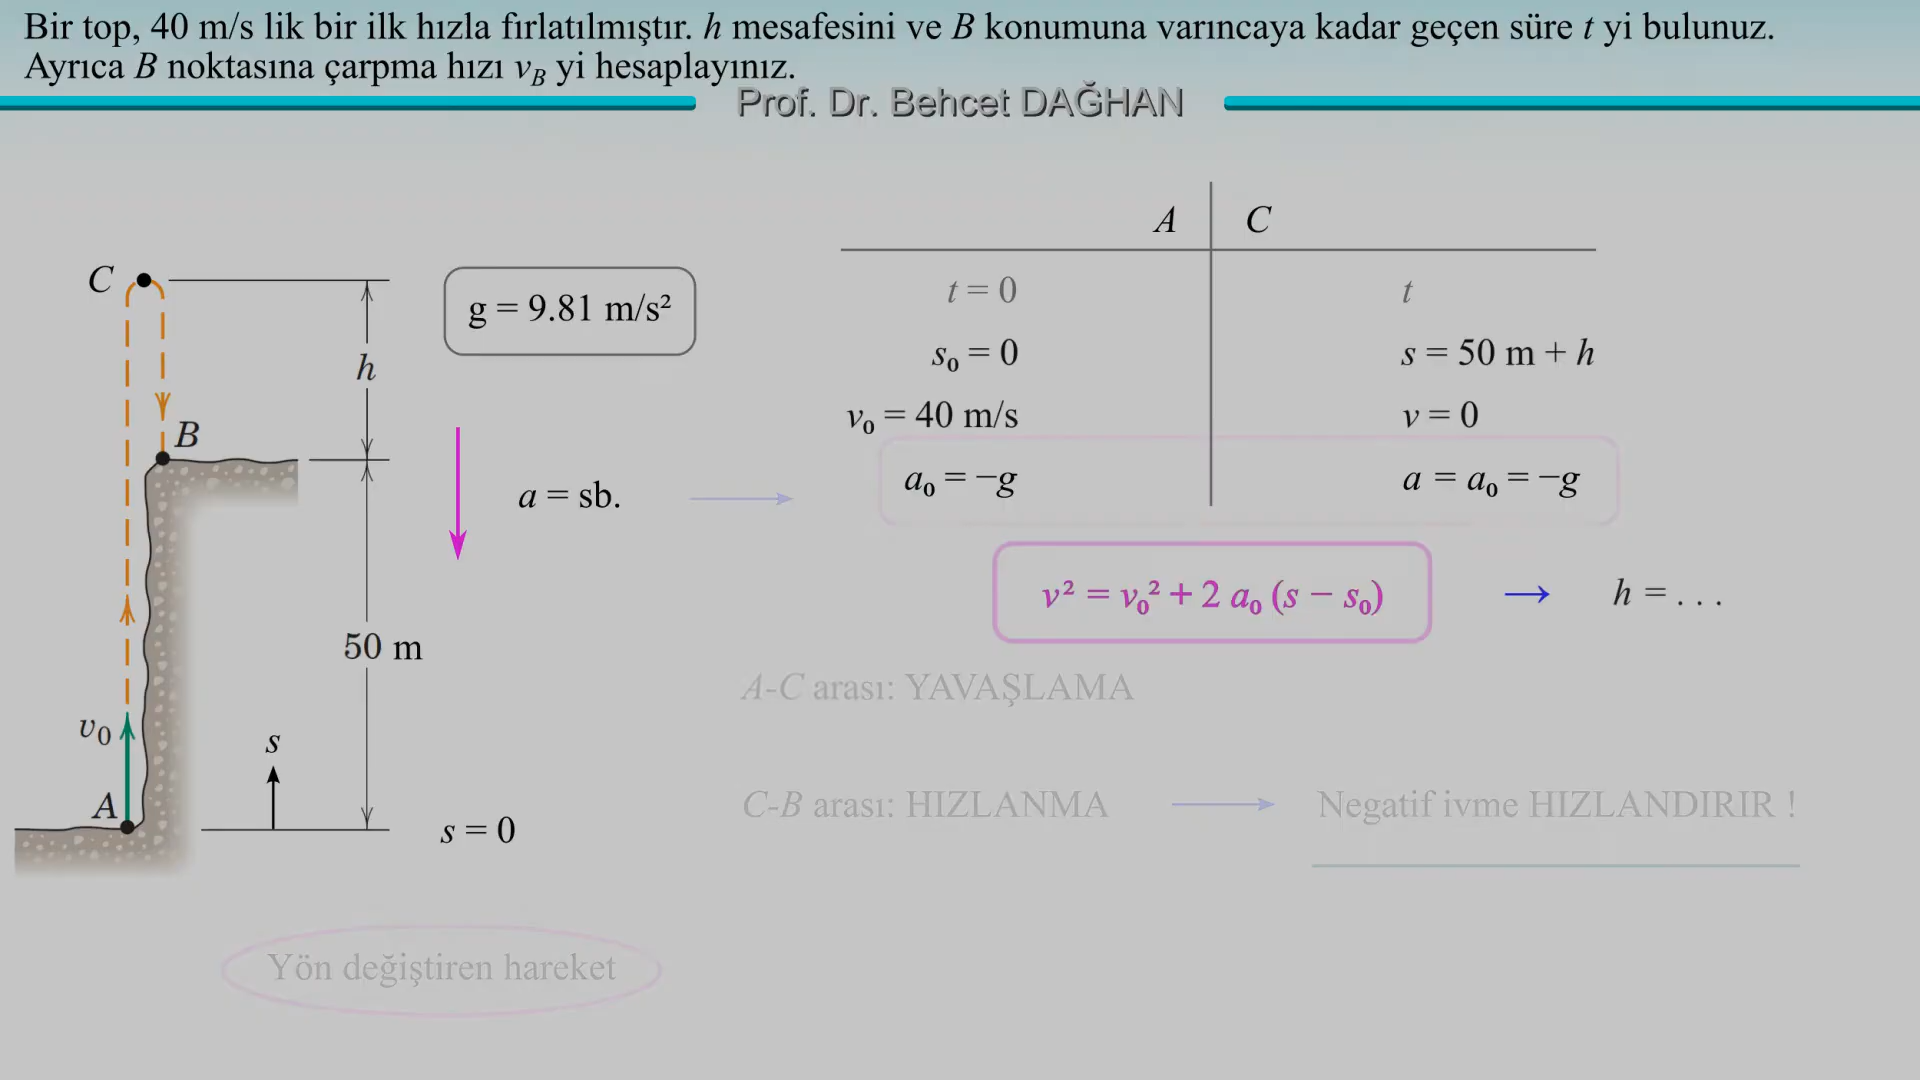 Bir top, 40 m/s lik bir ilk hızla fırlatılmıştır. h mesafesini ve B konumuna varıncaya kadar geçen süre t yi bulunuz.
Ayrıca B noktasına çarpma hızı vB yi hesaplayınız.
Prof. Dr. Behcet DAĞHAN
A C
t = 0 t
s₀ = 0 s = 50 m + h
v₀ = 40 m/s v = 0
a₀ = −g a = a₀ = −g
C
g = 9.81 m/s²
h
B
a = sb.
v² = v₀² + 2 a₀ (s − s₀) → h = . . .
50 m
A-C arası: YAVAŞLAMA
v₀
s
A
C-B arası: HIZLANMA
Negatif ivme HIZLANDIRIR !
s = 0
Yön değiştiren hareket